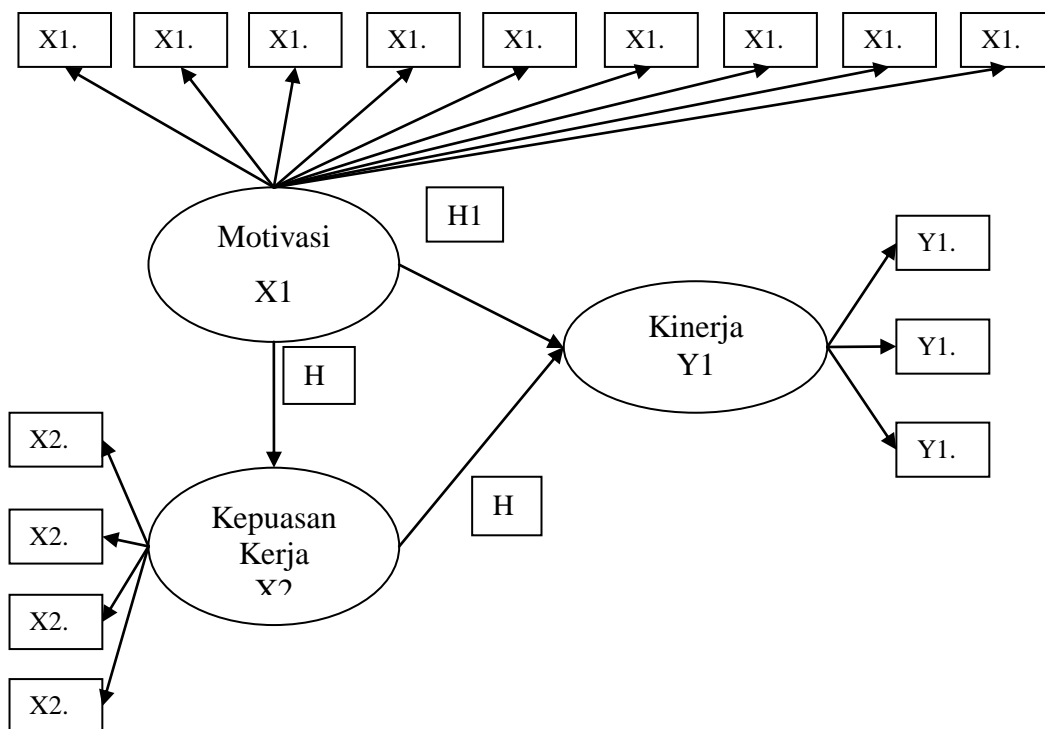 X1.
X1.
X1.
X1.
X1.
X1.
X1.
X1.
X1.
H1
Motivasi
X1
Y1.
Kinerja
Y1
Y1.
H
Y1.
X2.
H
Kepuasan
Kerja
X2
X2.
X2.
X2.